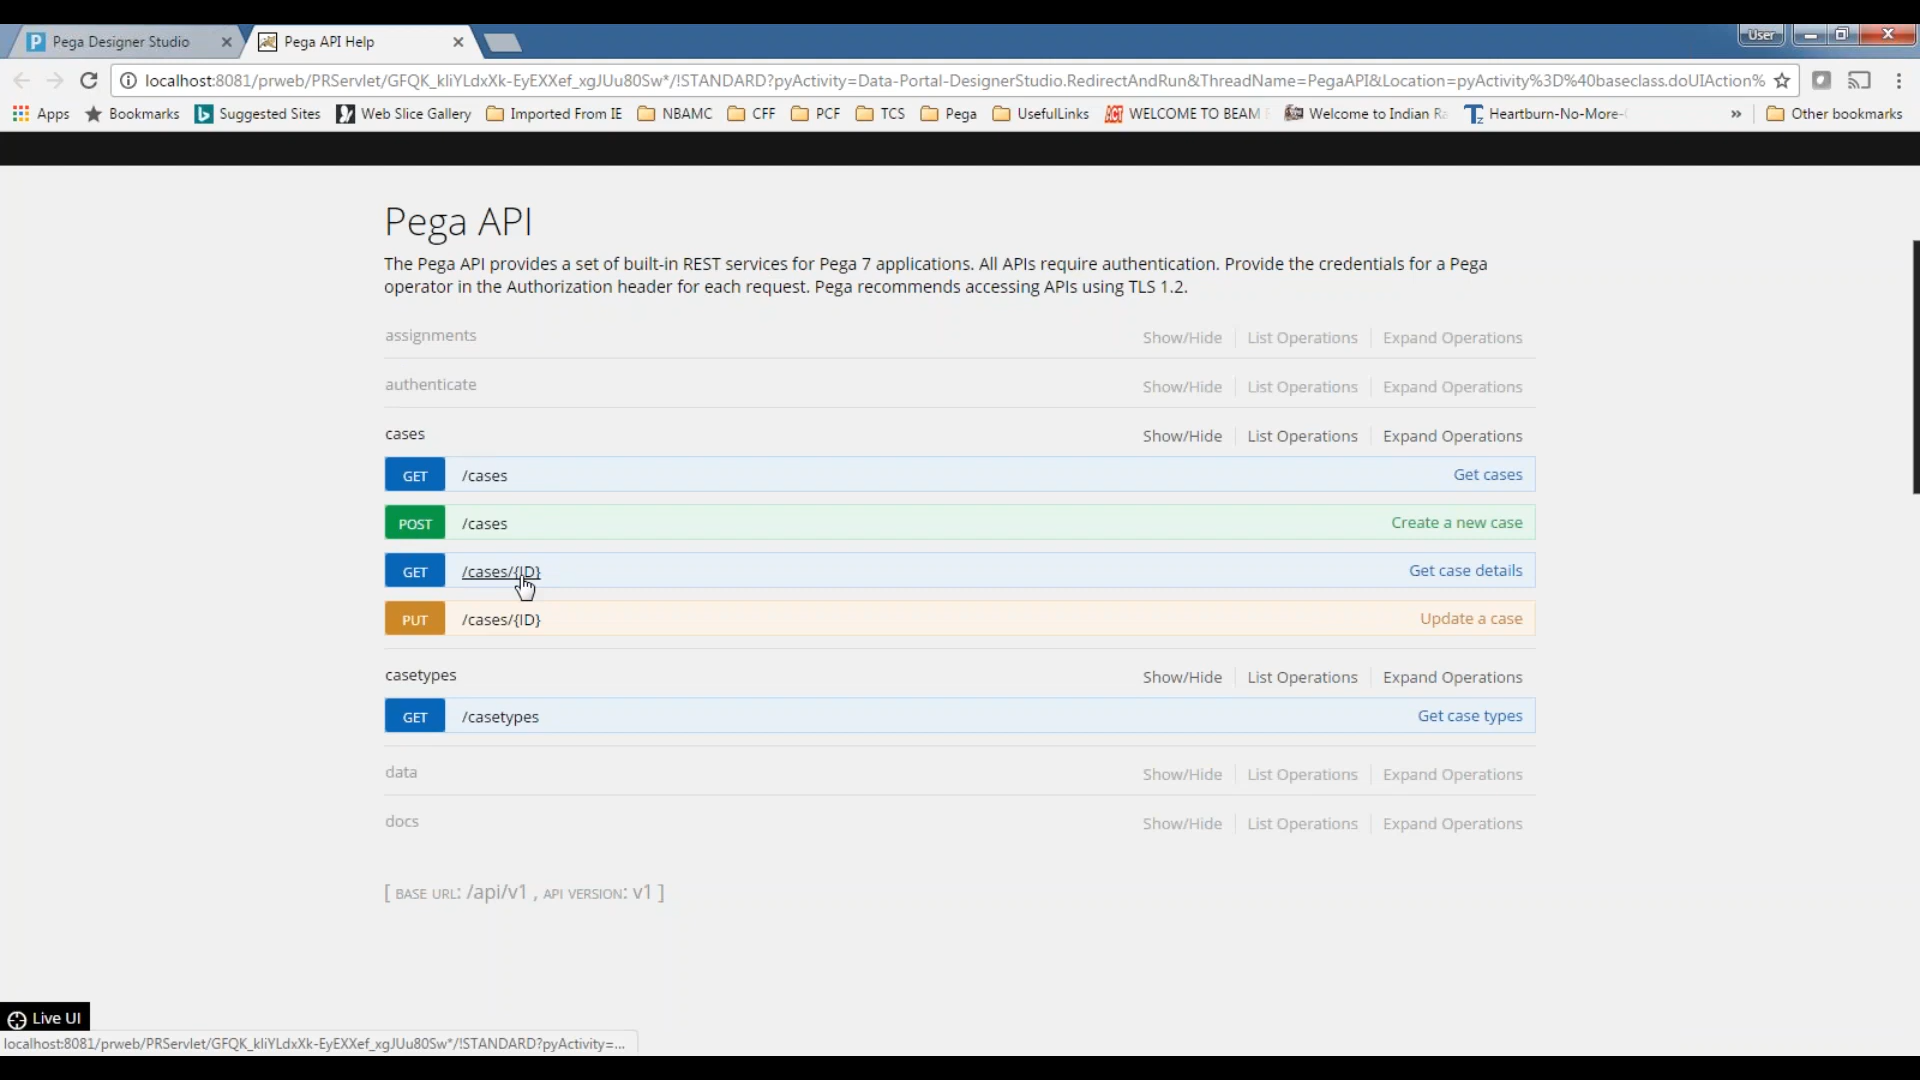 Pega Designer Studio
Pega API Help
User
localhost:8081/prweb/PRServlet/GFQK_kIiYLdxXk-EyEXXef_xgJUu80Sw*/!STANDARD?pyActivity=Data-Portal-DesignerStudio.RedirectAndRun&ThreadName=PegaAPI&Location=pyActivity%3D%40baseclass.doUIAction%
Apps Bookmarks Suggested Sites Web Slice Gallery Imported From IE NBAMC CFF PCF TCS Pega UsefulLinks WELCOME TO BEAM Welcome to Indian Ra Heartburn-No-More- » Other bookmarks
Pega API
The Pega API provides a set of built-in REST services for Pega 7 applications. All APIs require authentication. Provide the credentials for a Pega
operator in the Authorization header for each request. Pega recommends accessing APIs using TLS 1.2.
assignments Show/Hide List Operations Expand Operations
authenticate Show/Hide List Operations Expand Operations
cases Show/Hide List Operations Expand Operations
GET /cases Get cases
POST /cases Create a new case
GET /cases/{ID} Get case details
PUT /cases/{ID} Update a case
casetypes Show/Hide List Operations Expand Operations
GET /casetypes Get case types
data Show/Hide List Operations Expand Operations
docs Show/Hide List Operations Expand Operations
[ BASE URL: /api/v1 , API VERSION: v1 ]
Live UI
localhost:8081/prweb/PRServlet/GFQK_kIiYLdxXk-EyEXXef_xgJUu80Sw*/!STANDARD?pyActivity=...